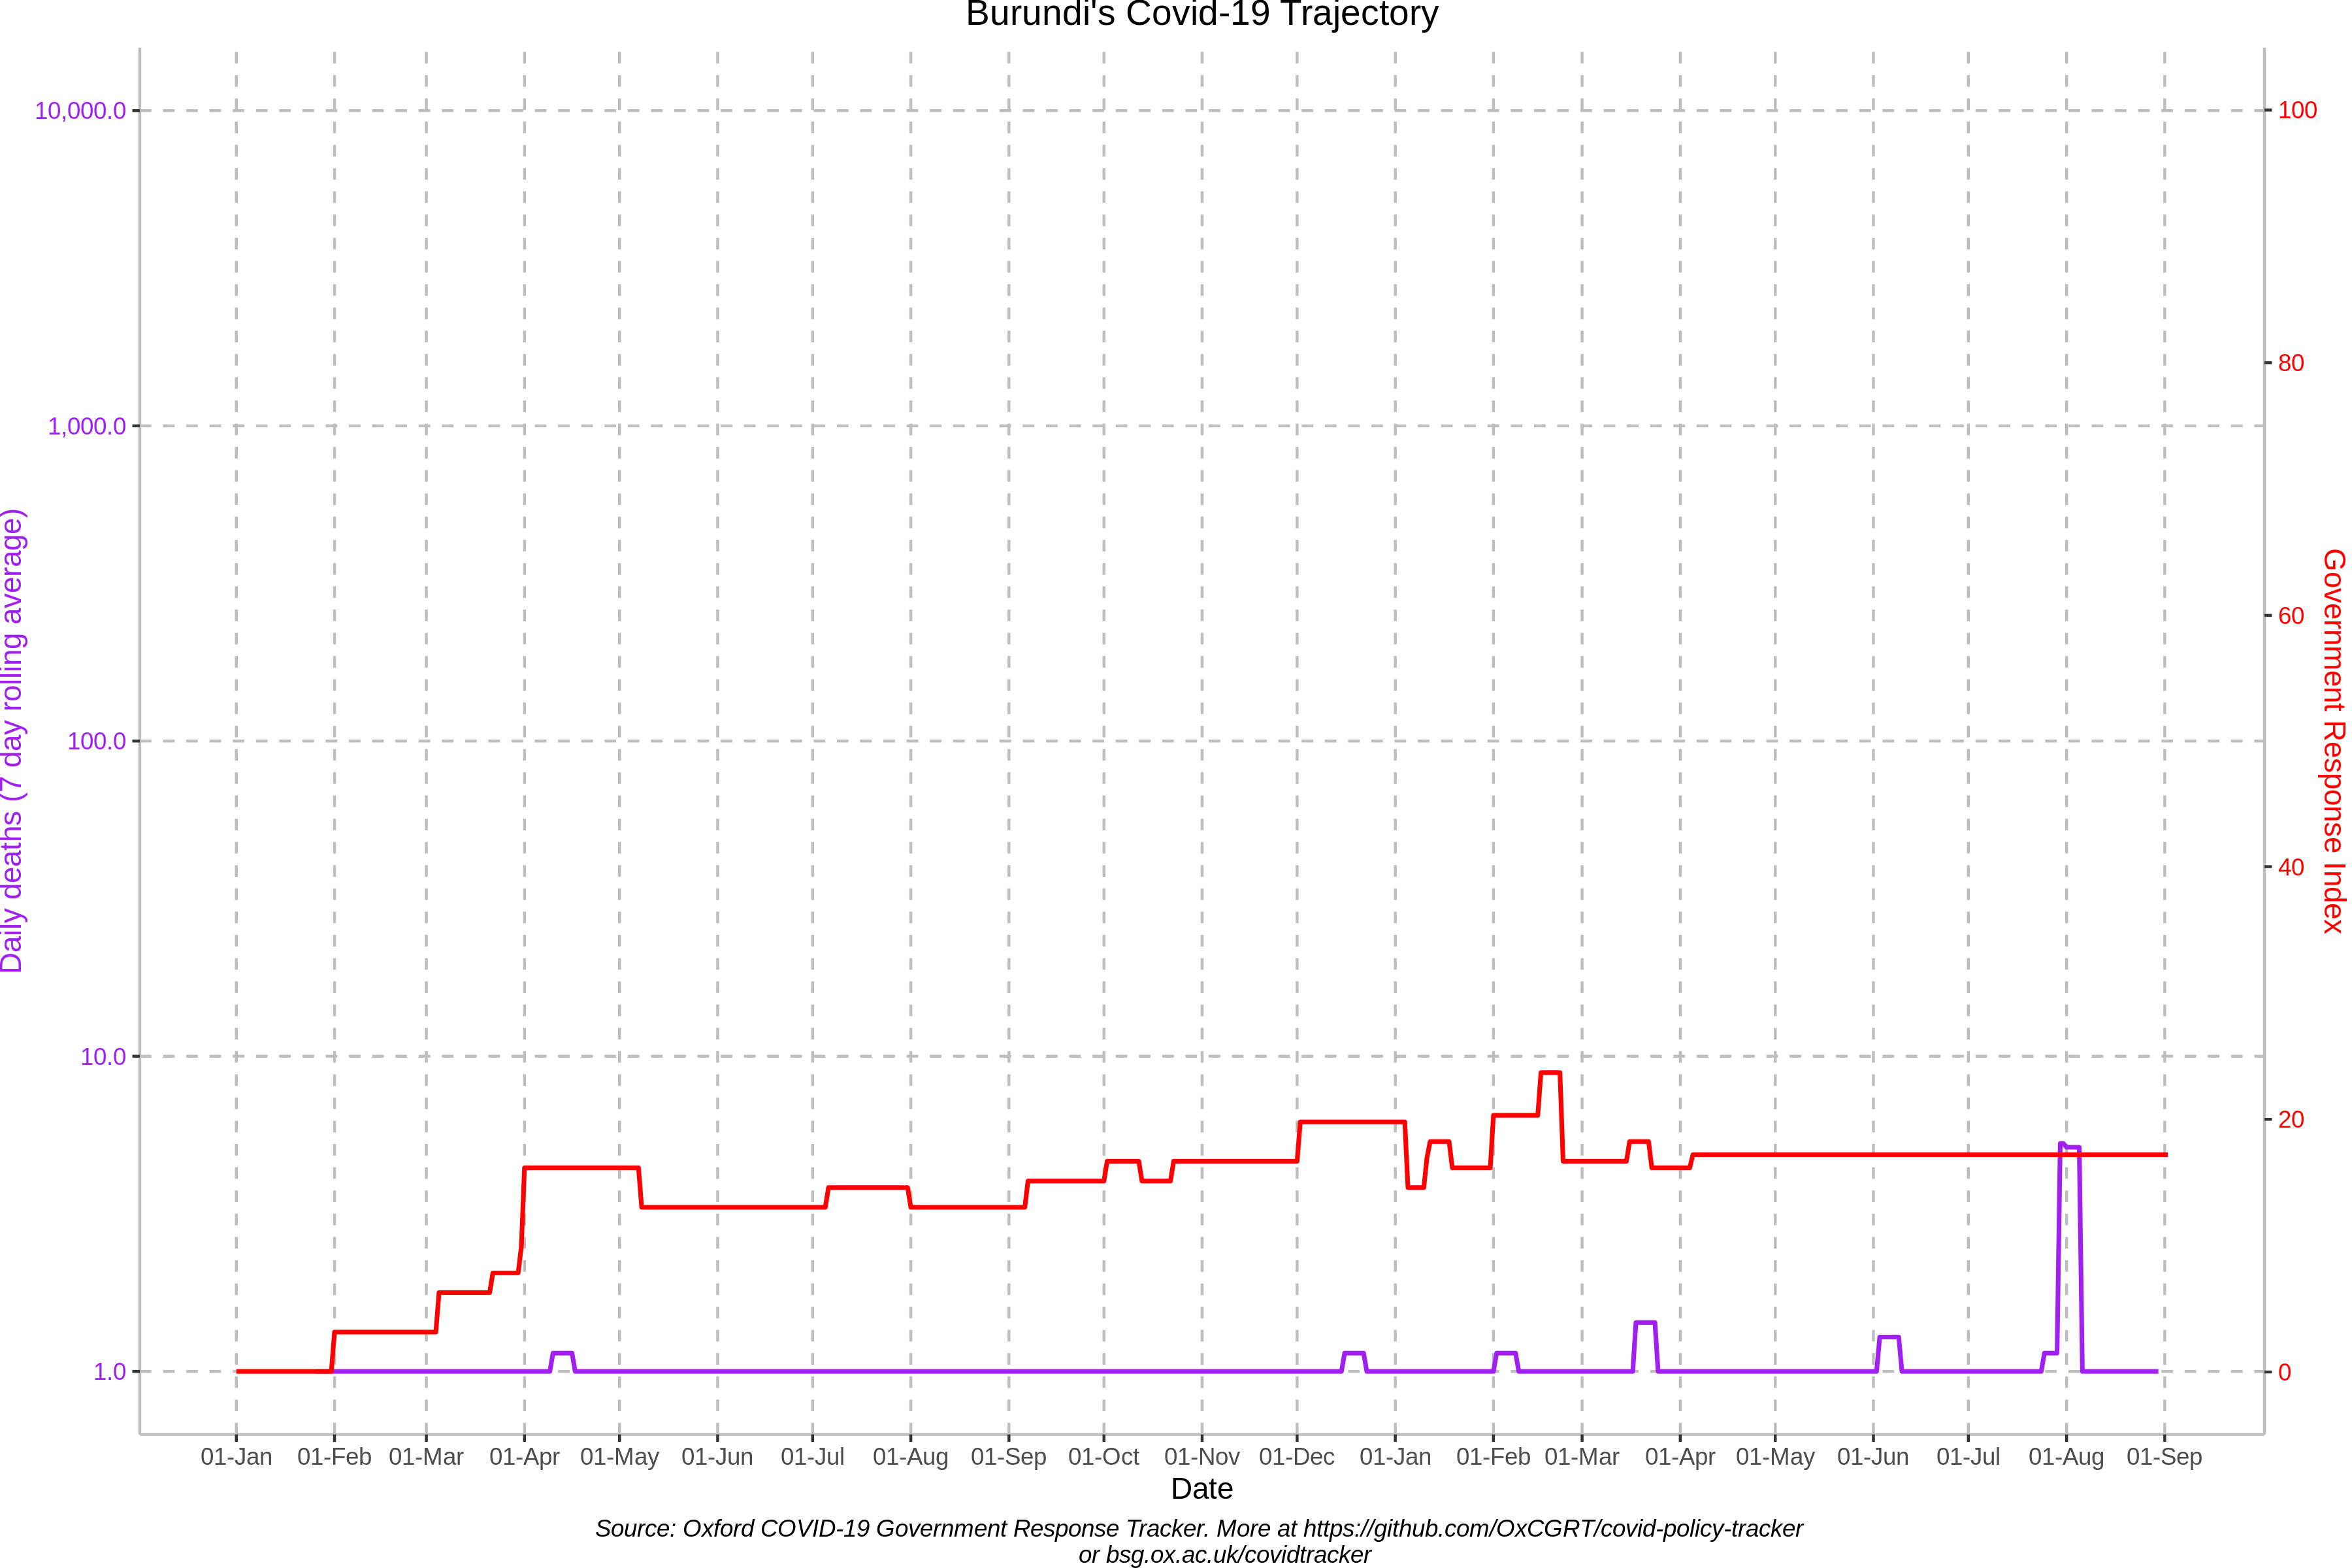 Burundi's Covid-19 Trajectory
Daily deaths (7 day rolling average)
10,000.0
1,000.0
100.0
10.0
1.0
100
80
60
40
20
0
Government Response Index
01-Jan 01-Feb 01-Mar 01-Apr 01-May 01-Jun 01-Jul 01-Aug 01-Sep 01-Oct 01-Nov 01-Dec 01-Jan 01-Feb 01-Mar 01-Apr 01-May 01-Jun 01-Jul 01-Aug 01-Sep
Date
Source: Oxford COVID-19 Government Response Tracker. More at https://github.com/OxCGRT/covid-policy-tracker
or bsg.ox.ac.uk/covidtracker